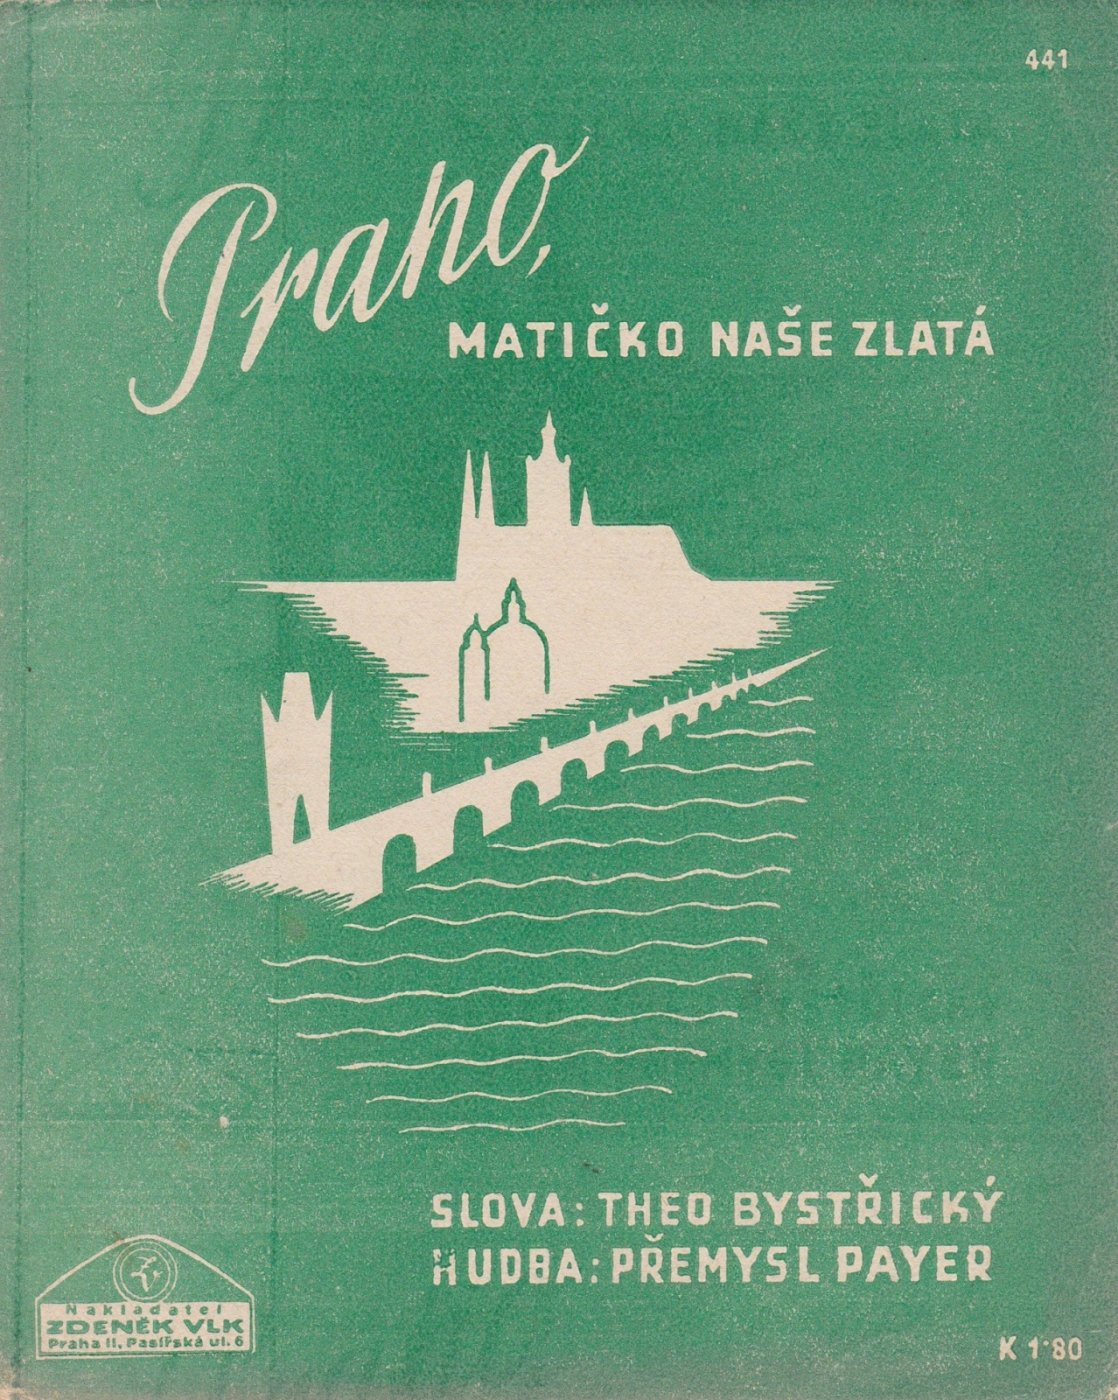 441
Praho,
MATIČKO NAŠE ZLATÁ
SLOVA: THEO BYSTŘICKÝ
HUDBA: PŘEMYSL PAYER
Nakladatel
ZDENĚK VLK
Praha II, Pasířská ul. 6
K 1·80